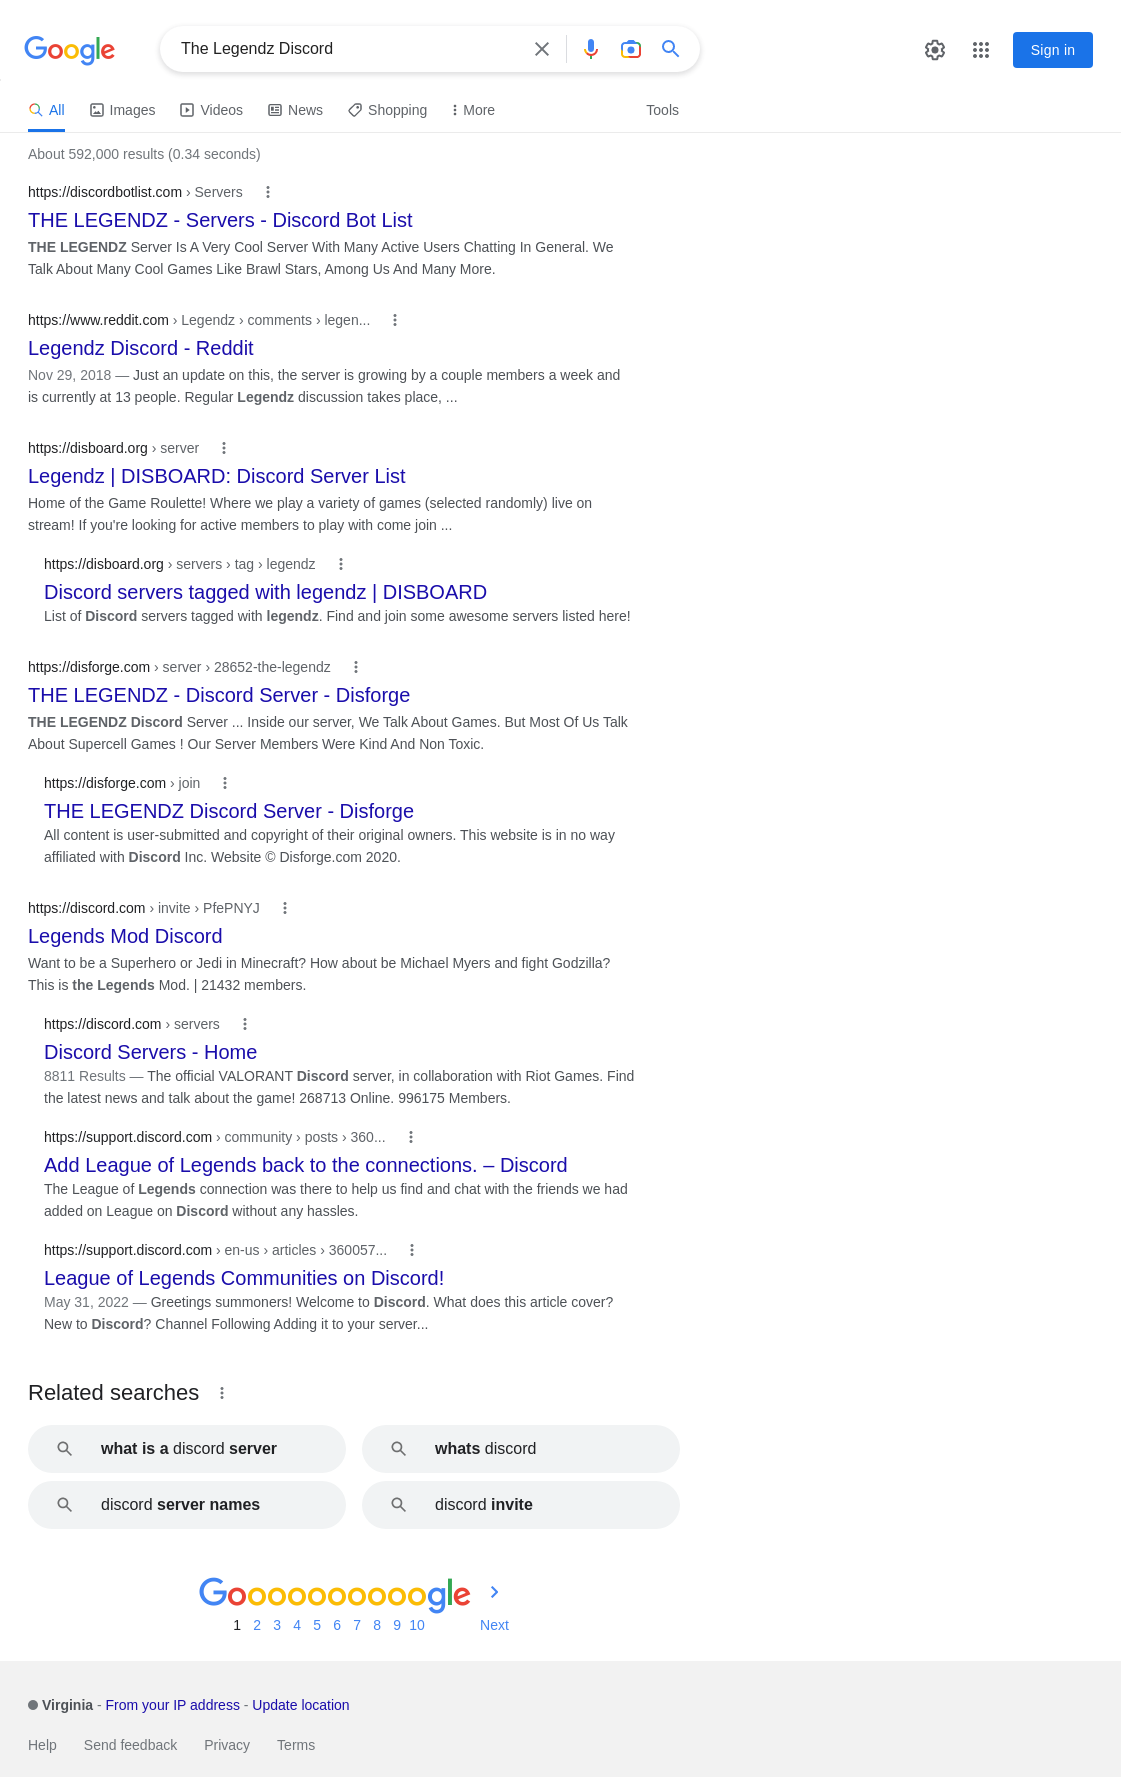 Google
The Legendz Discord
Sign in
All Images Videos News Shopping More Tools
About 592,000 results (0.34 seconds)
https://discordbotlist.com › Servers
THE LEGENDZ - Servers - Discord Bot List
THE LEGENDZ Server Is A Very Cool Server With Many Active Users Chatting In General. We
Talk About Many Cool Games Like Brawl Stars, Among Us And Many More.
https://www.reddit.com › Legendz › comments › legen...
Legendz Discord - Reddit
Nov 29, 2018 — Just an update on this, the server is growing by a couple members a week and
is currently at 13 people. Regular Legendz discussion takes place, ...
https://disboard.org › server
Legendz | DISBOARD: Discord Server List
Home of the Game Roulette! Where we play a variety of games (selected randomly) live on
stream! If you're looking for active members to play with come join ...
https://disboard.org › servers › tag › legendz
Discord servers tagged with legendz | DISBOARD
List of Discord servers tagged with legendz. Find and join some awesome servers listed here!
https://disforge.com › server › 28652-the-legendz
THE LEGENDZ - Discord Server - Disforge
THE LEGENDZ Discord Server ... Inside our server, We Talk About Games. But Most Of Us Talk
About Supercell Games ! Our Server Members Were Kind And Non Toxic.
https://disforge.com › join
THE LEGENDZ Discord Server - Disforge
All content is user-submitted and copyright of their original owners. This website is in no way
affiliated with Discord Inc. Website © Disforge.com 2020.
https://discord.com › invite › PfePNYJ
Legends Mod Discord
Want to be a Superhero or Jedi in Minecraft? How about be Michael Myers and fight Godzilla?
This is the Legends Mod. | 21432 members.
https://discord.com › servers
Discord Servers - Home
8811 Results — The official VALORANT Discord server, in collaboration with Riot Games. Find
the latest news and talk about the game! 268713 Online. 996175 Members.
https://support.discord.com › community › posts › 360...
Add League of Legends back to the connections. – Discord
The League of Legends connection was there to help us find and chat with the friends we had
added on League on Discord without any hassles.
https://support.discord.com › en-us › articles › 360057...
League of Legends Communities on Discord!
May 31, 2022 — Greetings summoners! Welcome to Discord. What does this article cover?
New to Discord? Channel Following Adding it to your server...
Related searches
what is a discord server
whats discord
discord server names
discord invite
Goooooooooogle
1 2 3 4 5 6 7 8 9 10 Next
Virginia - From your IP address - Update location
Help Send feedback Privacy Terms